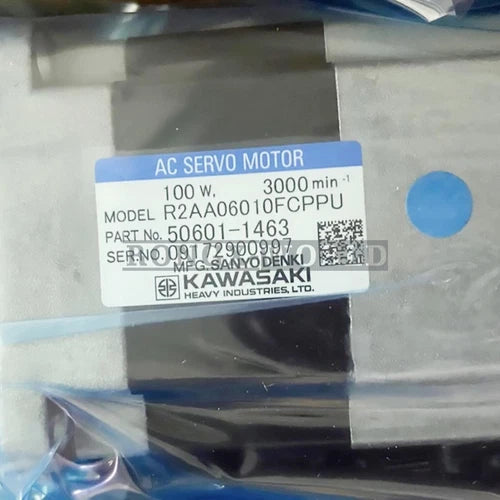 AC SERVO MOTOR
100 W, 3000 min⁻¹
MODEL R2AA06010FCPPU
PART No. 50601-1463
SER.NO.09172900997
MFG. SANYO DENKI
KAWASAKI
HEAVY INDUSTRIES, LTD.